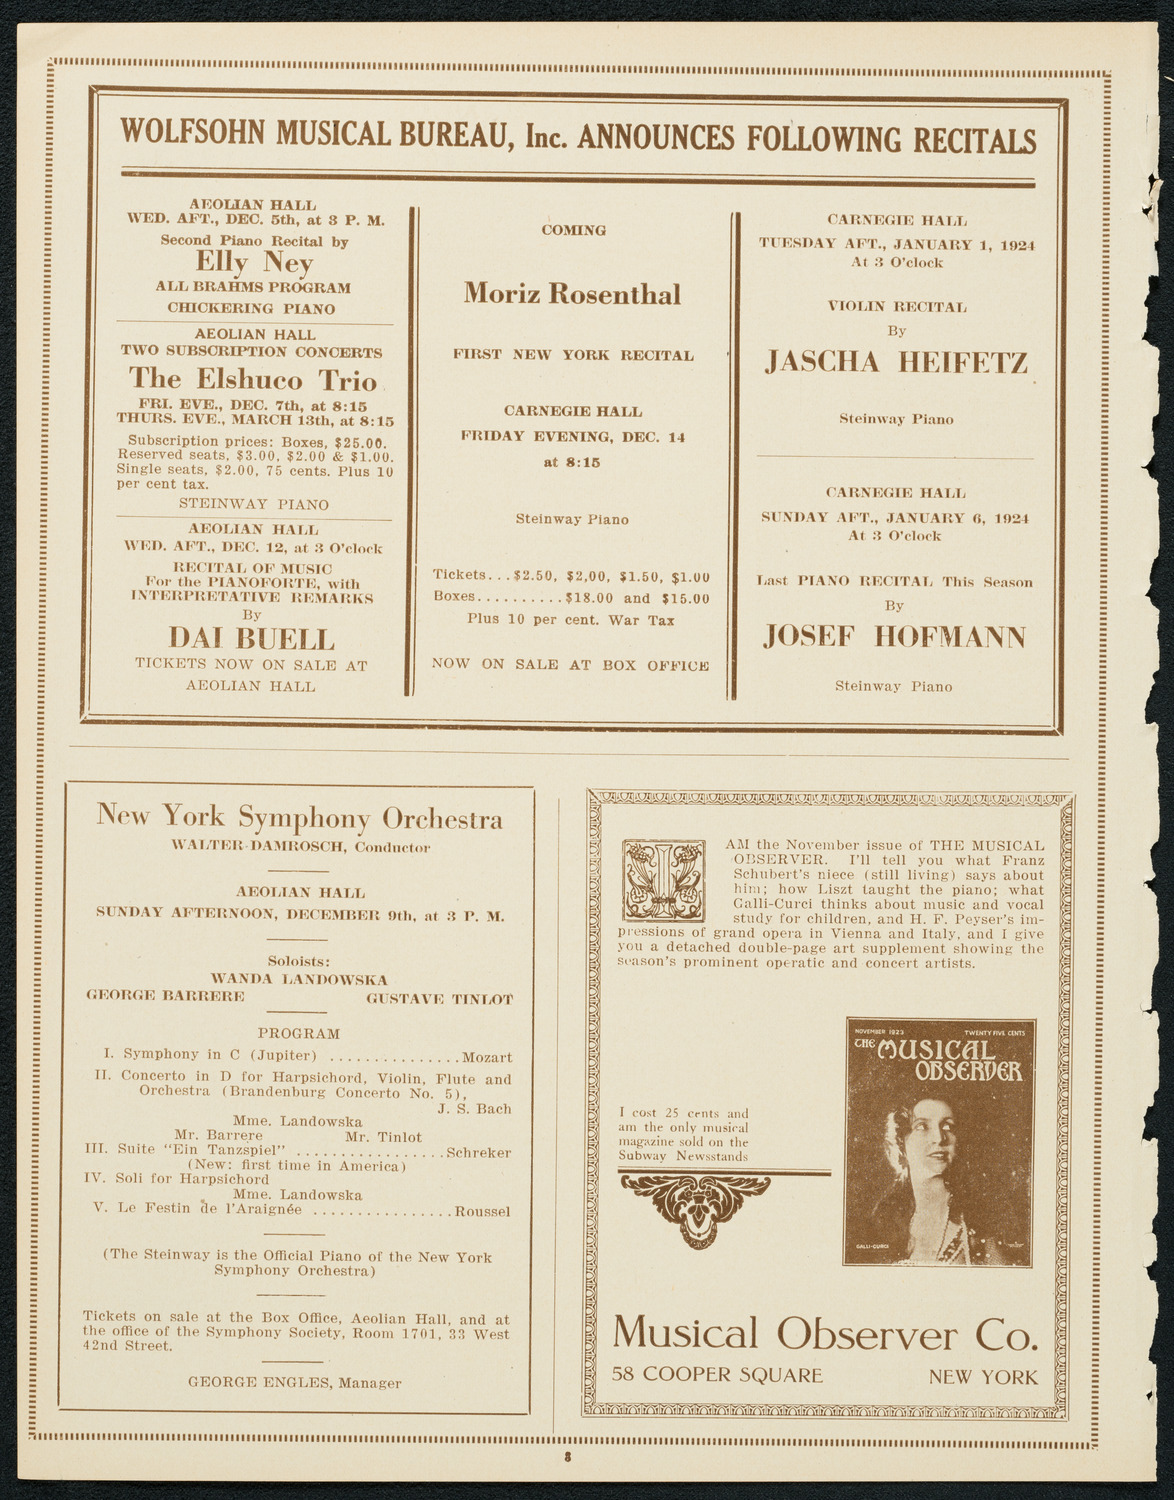 WOLFSOHN MUSICAL BUREAU, Inc. ANNOUNCES FOLLOWING RECITALS
AEOLIAN HALL
WED. AFT., DEC. 5th, at 3 P. M.
Second Piano Recital by
Elly Ney
ALL BRAHMS PROGRAM
CHICKERING PIANO
AEOLIAN HALL
TWO SUBSCRIPTION CONCERTS
The Elshuco Trio
FRI. EVE., DEC. 7th, at 8:15
THURS. EVE., MARCH 13th, at 8:15
Subscription prices: Boxes, $25.00.
Reserved seats, $3.00, $2.00 & $1.00.
Single seats, $2.00, 75 cents. Plus 10
per cent tax.
STEINWAY PIANO
AEOLIAN HALL
WED. AFT., DEC. 12, at 3 O'clock
RECITAL OF MUSIC
For the PIANOFORTE, with
INTERPRETATIVE REMARKS
By
DAI BUELL
TICKETS NOW ON SALE AT
AEOLIAN HALL
COMING
Moriz Rosenthal
FIRST NEW YORK RECITAL
CARNEGIE HALL
FRIDAY EVENING, DEC. 14
at 8:15
Steinway Piano
Tickets...$2.50, $2,00, $1.50, $1.00
Boxes..........$18.00 and $15.00
Plus 10 per cent. War Tax
NOW ON SALE AT BOX OFFICE
CARNEGIE HALL
TUESDAY AFT., JANUARY 1, 1924
At 3 O'clock
VIOLIN RECITAL
By
JASCHA HEIFETZ
Steinway Piano
CARNEGIE HALL
SUNDAY AFT., JANUARY 6, 1924
At 3 O'clock
Last PIANO RECITAL This Season
By
JOSEF HOFMANN
Steinway Piano
New York Symphony Orchestra
WALTER DAMROSCH, Conductor
AEOLIAN HALL
SUNDAY AFTERNOON, DECEMBER 9th, at 3 P. M.
Soloists:
WANDA LANDOWSKA
GEORGE BARRERE GUSTAVE TINLOT
PROGRAM
I. Symphony in C (Jupiter) ...............Mozart
II. Concerto in D for Harpsichord, Violin, Flute and
Orchestra (Brandenburg Concerto No. 5),
J. S. Bach
Mme. Landowska
Mr. Barrere Mr. Tinlot
III. Suite "Ein Tanzspiel" .................Schreker
(New: first time in America)
IV. Soli for Harpsichord
Mme. Landowska
V. Le Festin de l'Araignée ................Roussel
(The Steinway is the Official Piano of the New York
Symphony Orchestra)
Tickets on sale at the Box Office, Aeolian Hall, and at
the office of the Symphony Society, Room 1701, 33 West
42nd Street.
GEORGE ENGLES, Manager
I AM the November issue of THE MUSICAL
OBSERVER. I'll tell you what Franz
Schubert's niece (still living) says about
him; how Liszt taught the piano; what
Galli-Curci thinks about music and vocal
study for children, and H. F. Peyser's im-
pressions of grand opera in Vienna and Italy, and I give
you a detached double-page art supplement showing the
season's prominent operatic and concert artists.
NOVEMBER 1923 TWENTY FIVE CENTS
THE MUSICAL
OBSERVER
GALLI-CURCI
I cost 25 cents and
am the only musical
magazine sold on the
Subway Newsstands
Musical Observer Co.
58 COOPER SQUARE NEW YORK
8